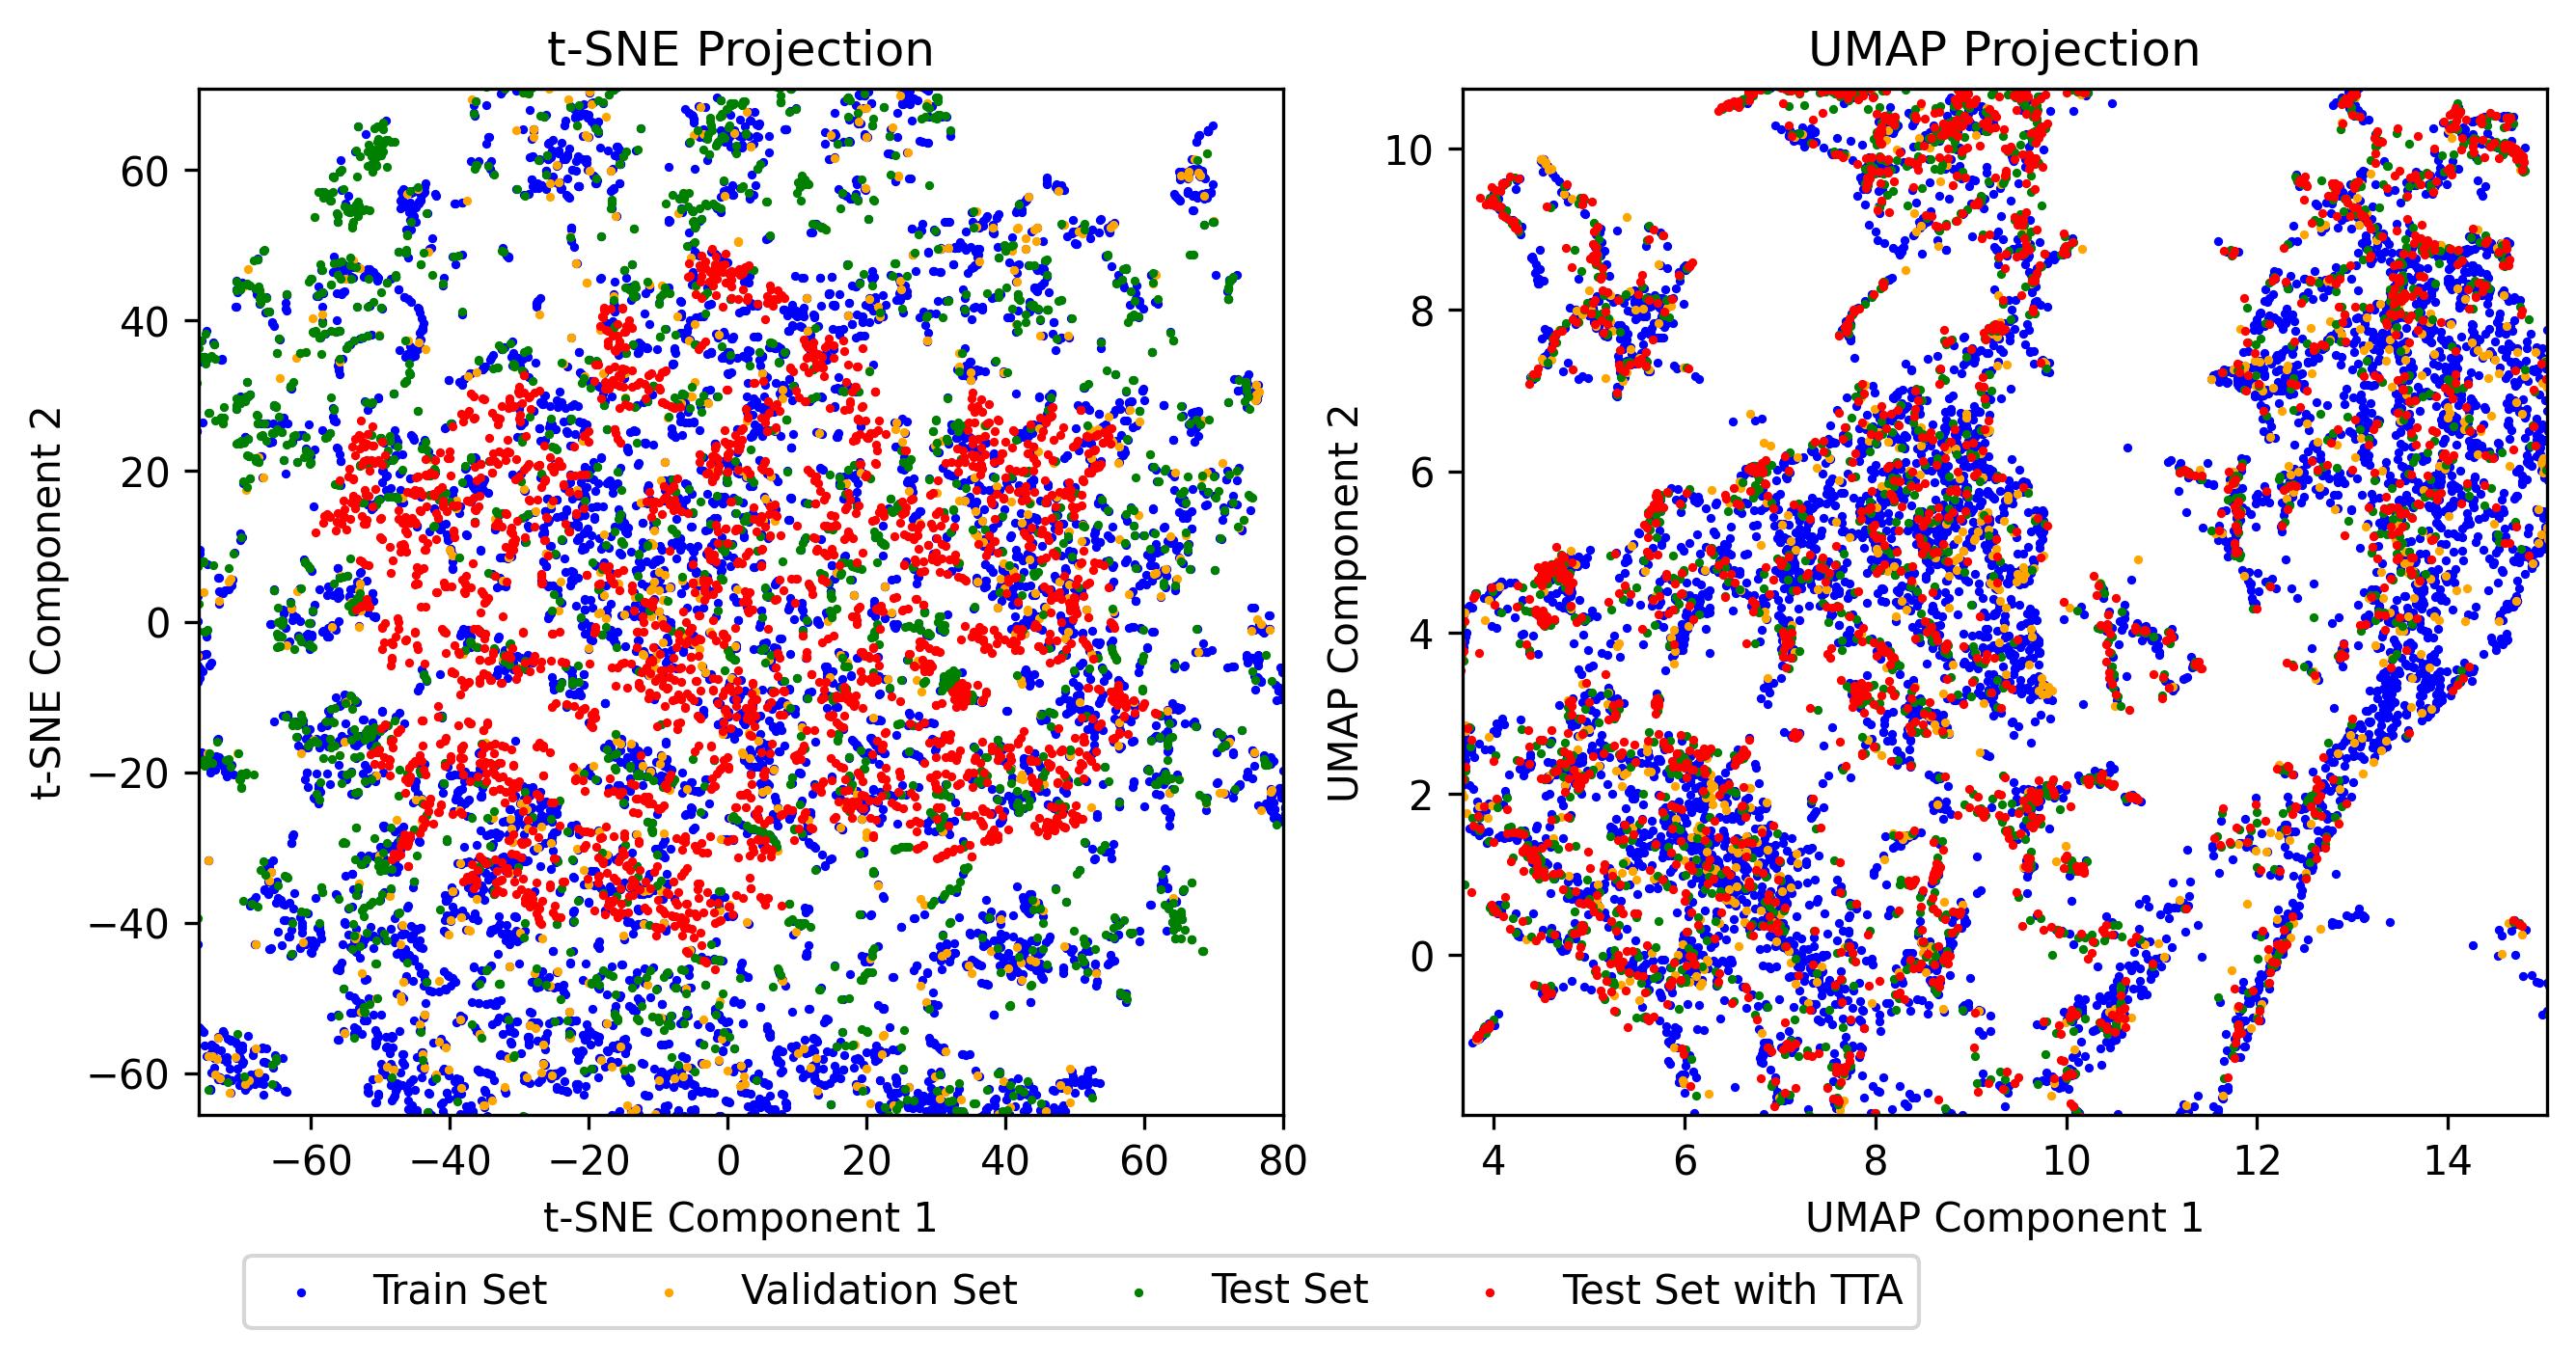 t-SNE Projection
60
40
20
0
−20
−40
−60
t-SNE Component 2
−60 −40 −20 0 20 40 60 80
t-SNE Component 1
UMAP Projection
10
8
6
4
2
0
UMAP Component 2
4 6 8 10 12 14
UMAP Component 1
Train Set Validation Set Test Set Test Set with TTA